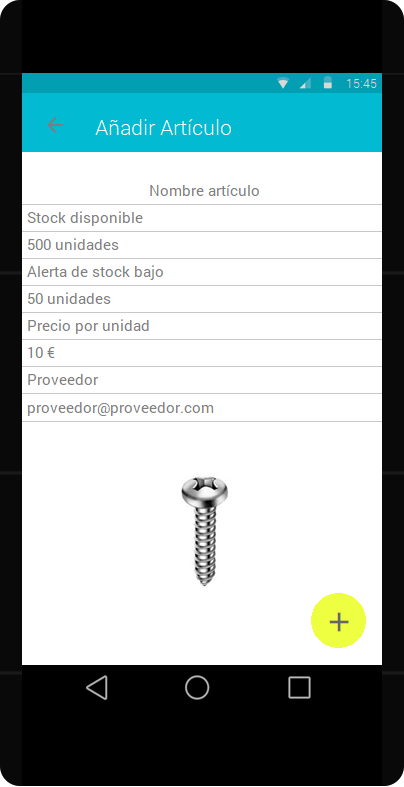 15:45
Añadir Artículo
Nombre artículo
Stock disponible
500 unidades
Alerta de stock bajo
50 unidades
Precio por unidad
10 €
Proveedor
proveedor@proveedor.com
+